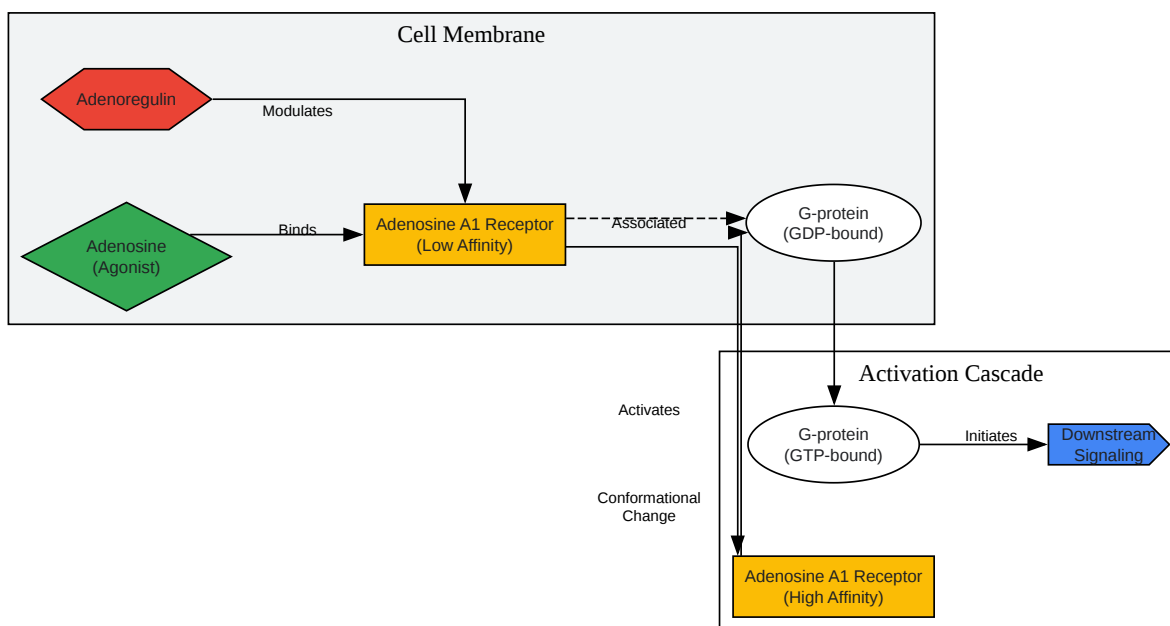 Cell Membrane
Adenoregulin
Modulates
Adenosine
(Agonist)
Binds
Adenosine A1 Receptor
(Low Affinity)
Associated
G-protein
(GDP-bound)
Activation Cascade
Activates
G-protein
(GTP-bound)
Initiates
Downstream
Signaling
Conformational
Change
Adenosine A1 Receptor
(High Affinity)